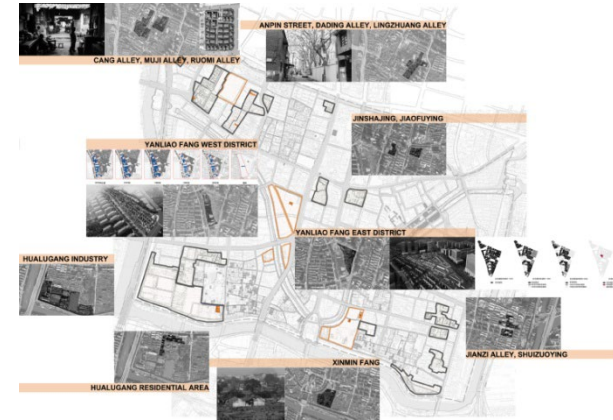 ANPIN STREET, DADING ALLEY, LINGZHUANG ALLEY
CANG ALLEY, MUJI ALLEY, RUOMI ALLEY
JINSHAJING, JIAOFUYING
YANLIAO FANG WEST DISTRICT
YANLIAO FANG EAST DISTRICT
HUALUGANG INDUSTRY
JIANZI ALLEY, SHUIZUOYING
XINMIN FANG
HUALUGANG RESIDENTIAL AREA